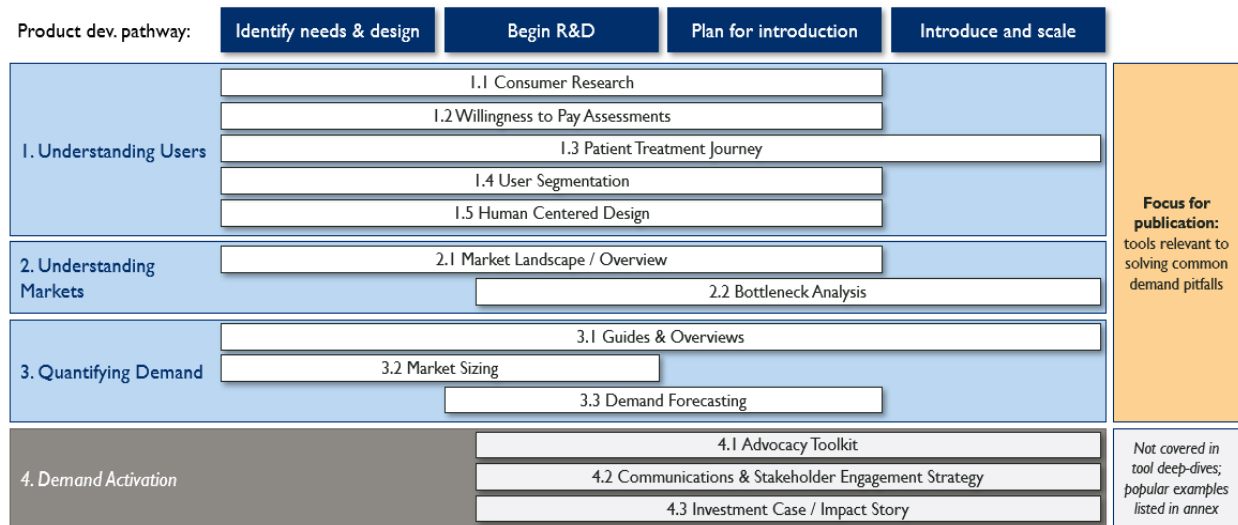 Product dev. pathway:
Identify needs & design
Begin R&D
Plan for introduction
Introduce and scale
1. Understanding Users
1.1 Consumer Research
1.2 Willingness to Pay Assessments
1.3 Patient Treatment Journey
1.4 User Segmentation
1.5 Human Centered Design
2. Understanding
Markets
2.1 Market Landscape / Overview
2.2 Bottleneck Analysis
3. Quantifying Demand
3.1 Guides & Overviews
3.2 Market Sizing
3.3 Demand Forecasting
Focus for
publication:
tools relevant to
solving common
demand pitfalls
4. Demand Activation
4.1 Advocacy Toolkit
4.2 Communications & Stakeholder Engagement Strategy
4.3 Investment Case / Impact Story
Not covered in
tool deep-dives;
popular examples
listed in annex